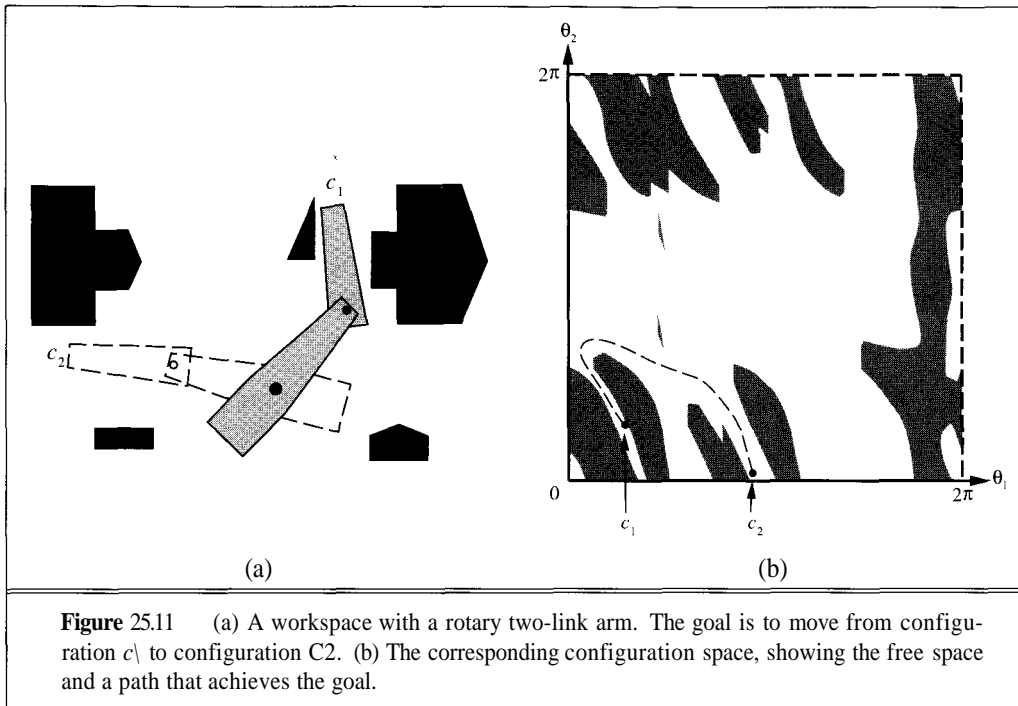 θ2
2π
c1
c2
0
2π
θ1
c1
c2
(a)
(b)
Figure 25.11 (a) A workspace with a rotary two-link arm. The goal is to move from configu-
ration c\ to configuration C2. (b) The corresponding configuration space, showing the free space
and a path that achieves the goal.